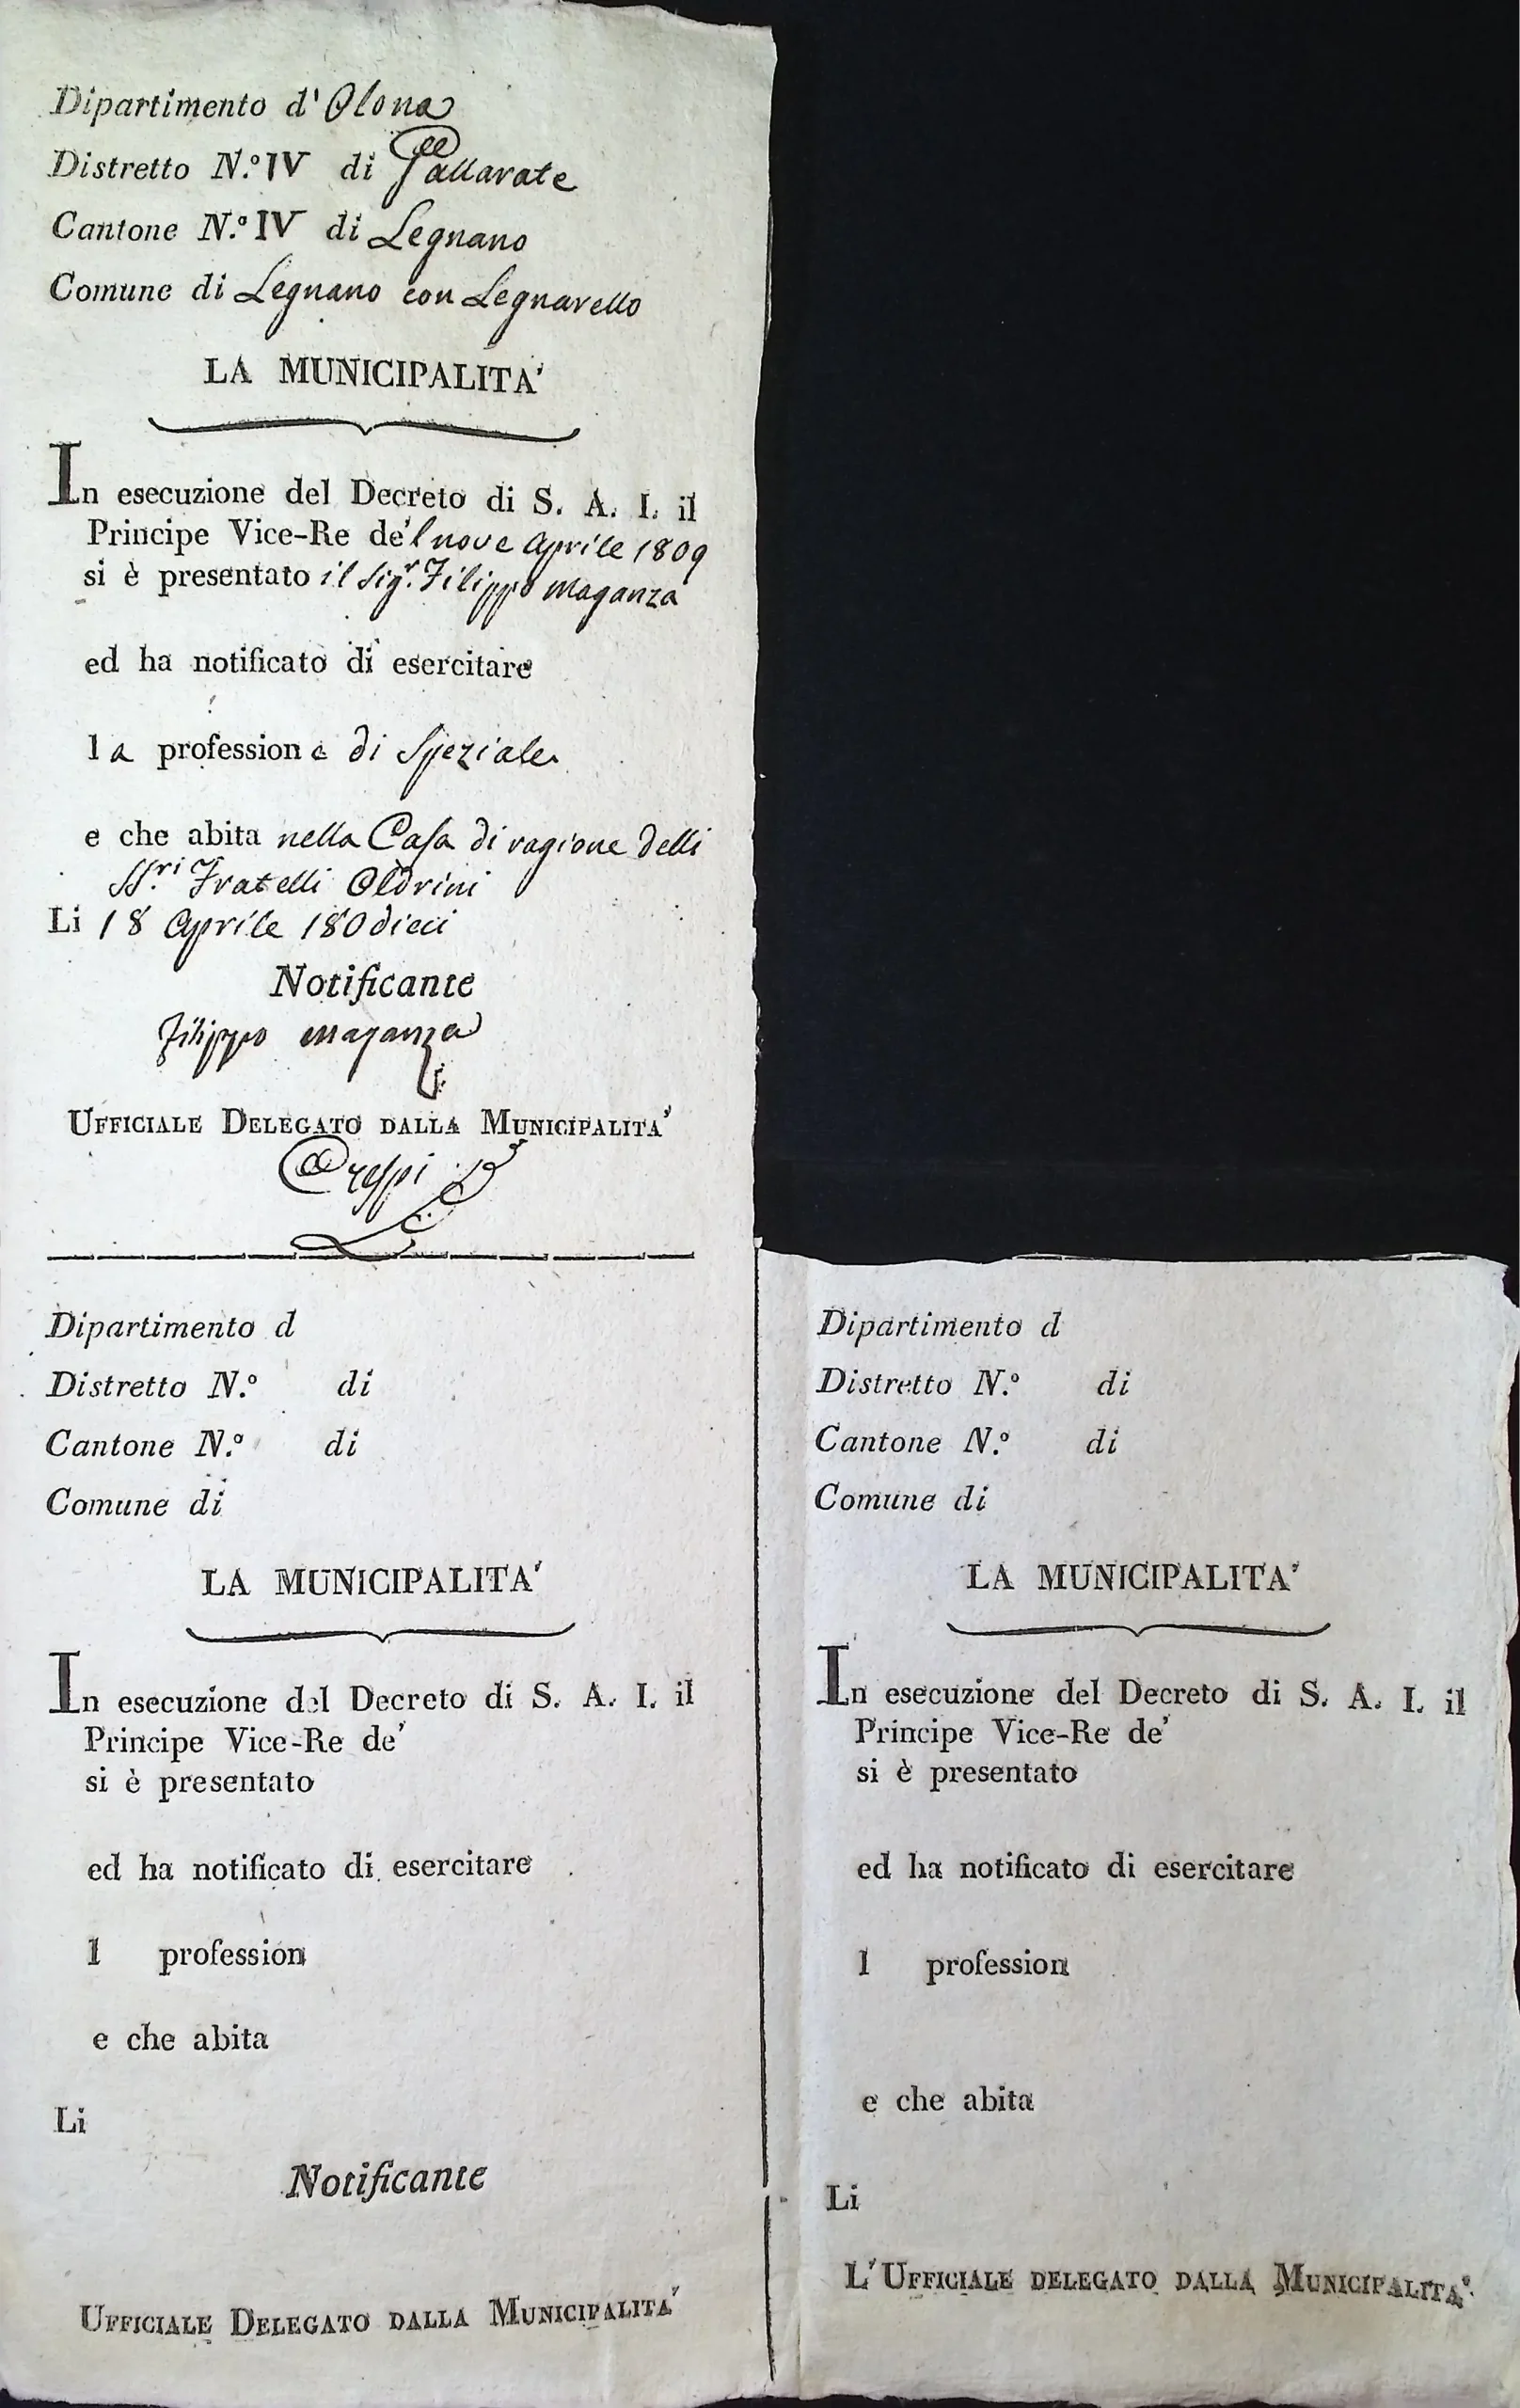 Dipartimento d' Olona
Distretto N.º IV di Gallarate
Cantone N.º IV di Legnano
Comune di Legnano con Legnarello
LA MUNICIPALITA'
In esecuzione del Decreto di S. A. I. il
Principe Vice-Re de'l nove Aprile 1809
si è presentato il Sigr. Filippo Maganza
ed ha notificato di esercitare
la professione di Speziale
e che abita nella Casa di ragione delli
SS.ri Fratelli Oldrini
Li 18 Aprile 180dieci
Notificante
Filippo Maganza
UFFICIALE DELEGATO DALLA MUNICIPALITA'
Crespi
Dipartimento d
Distretto N.º di
Cantone N.º di
Comune di
LA MUNICIPALITA'
In esecuzione del Decreto di S. A. I. il
Principe Vice-Re de'
si è presentato
ed ha notificato di esercitare
l profession
e che abita
Li
Notificante
UFFICIALE DELEGATO DALLA MUNICIPALITA'
Dipartimento d
Distretto N.º di
Cantone N.º di
Comune di
LA MUNICIPALITA'
In esecuzione del Decreto di S. A. I. il
Principe Vice-Re de'
si è presentato
ed ha notificato di esercitare
l profession
e che abita
Li
L'UFFICIALE DELEGATO DALLA MUNICIPALITA'